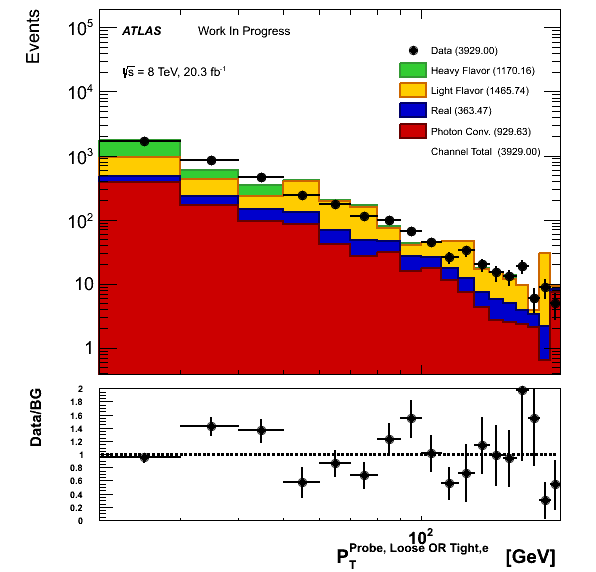 Events
10^5
10^4
10^3
10^2
10
1
ATLAS Work In Progress
√s = 8 TeV, 20.3 fb^-1
Data (3929.00)
Heavy Flavor (1170.16)
Light Flavor (1465.74)
Real (363.47)
Photon Conv. (929.63)
Channel Total (3929.00)
Data/BG
2
1.8
1.6
1.4
1.2
1
0.8
0.6
0.4
0.2
0
10^2
P_T^Probe, Loose OR Tight,e [GeV]